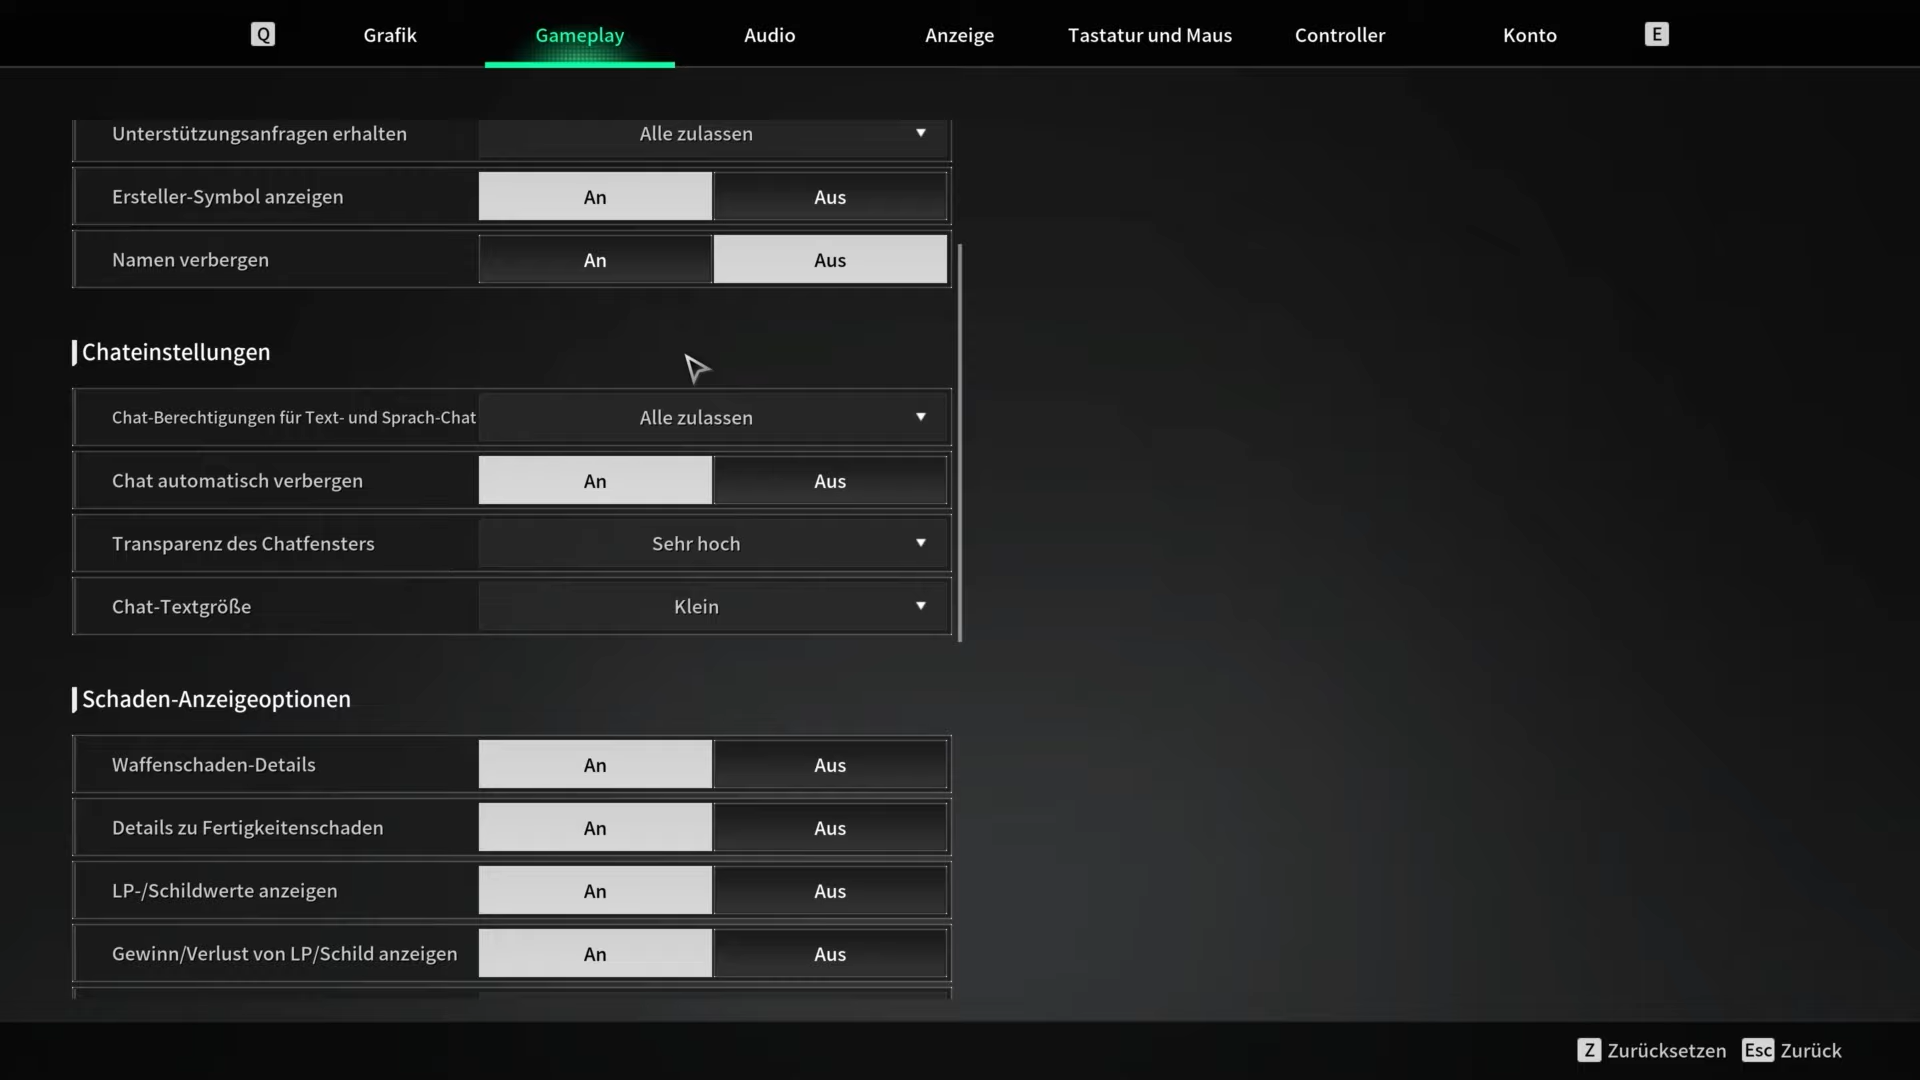 Q Grafik Gameplay Audio Anzeige Tastatur und Maus Controller Konto E
Unterstützungsanfragen erhalten Alle zulassen
Ersteller-Symbol anzeigen An Aus
Namen verbergen An Aus
Chateinstellungen
Chat-Berechtigungen für Text- und Sprach-Chat Alle zulassen
Chat automatisch verbergen An Aus
Transparenz des Chatfensters Sehr hoch
Chat-Textgröße Klein
Schaden-Anzeigeoptionen
Waffenschaden-Details An Aus
Details zu Fertigkeitenschaden An Aus
LP-/Schildwerte anzeigen An Aus
Gewinn/Verlust von LP/Schild anzeigen An Aus
Z Zurücksetzen Esc Zurück